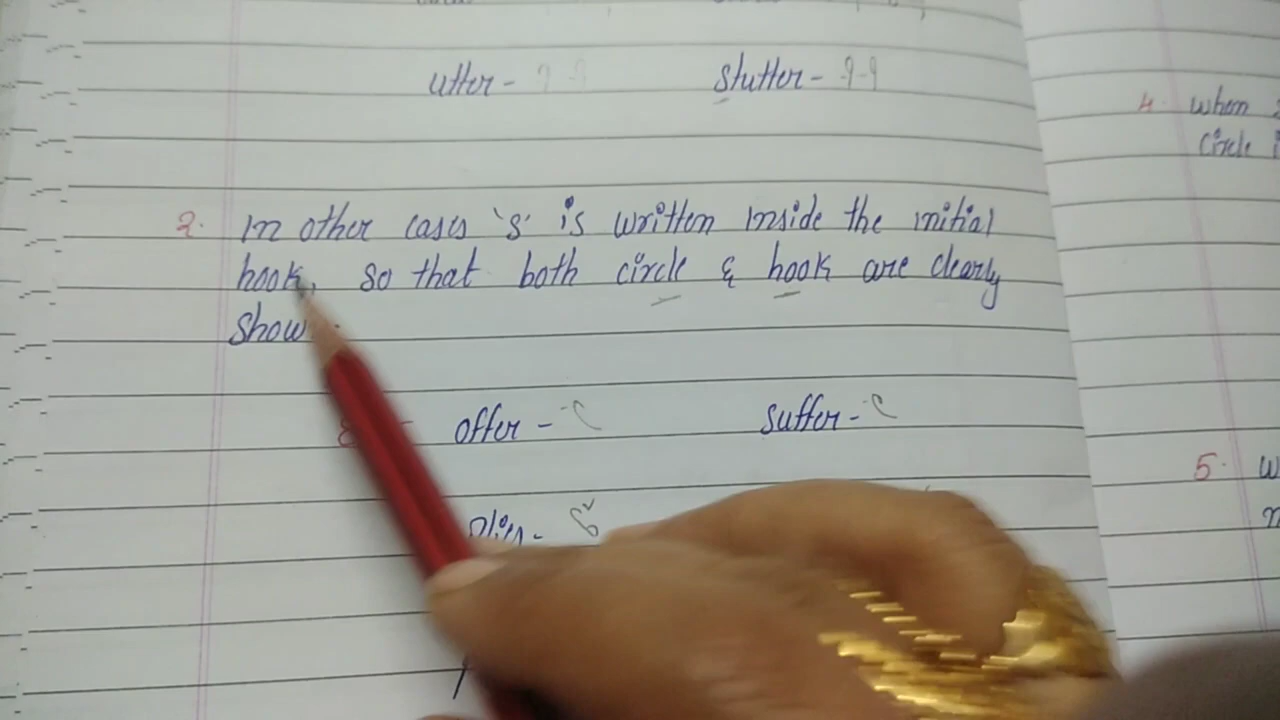 utter - stutter -
2. In other cases 's' is written inside the initial
hook, so that both circle & hook are clearly
shown.
offer - suffer -
plies -
4. when
circle
5.